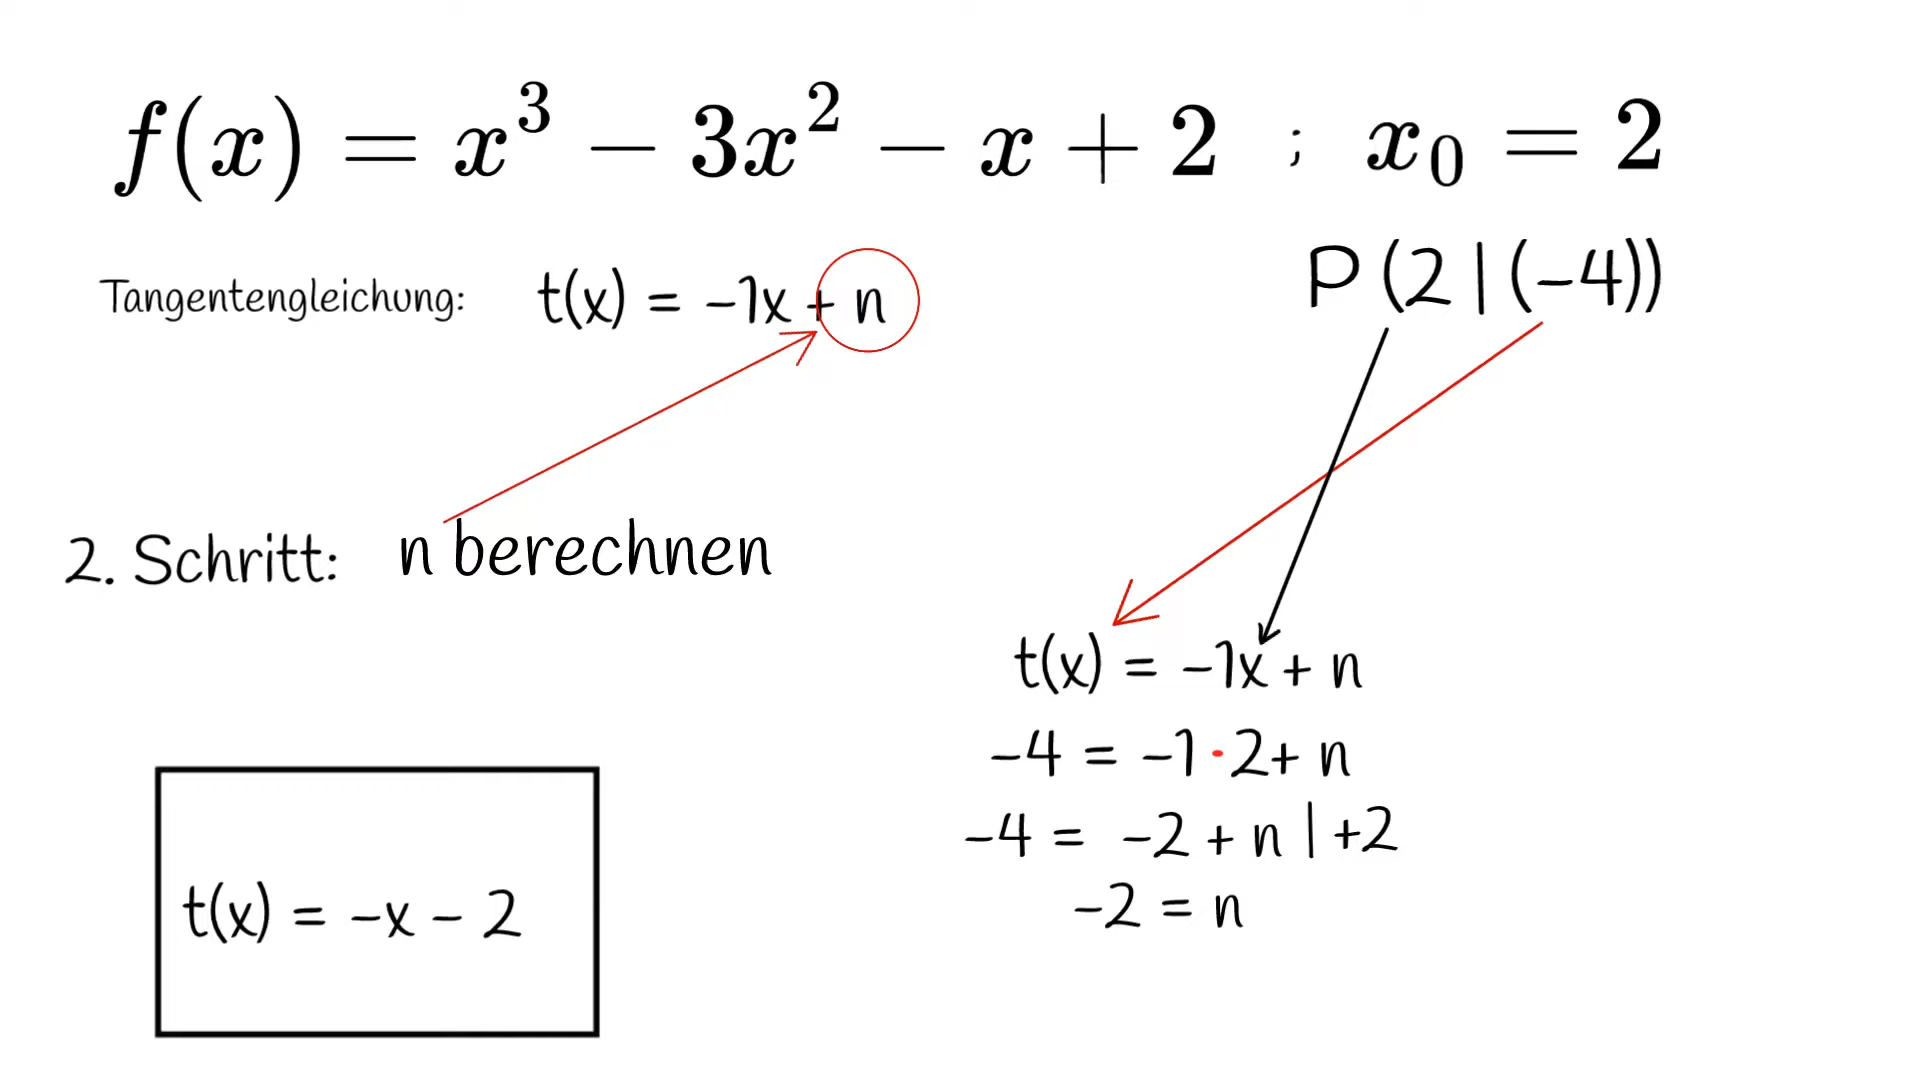 f(x) = x³ − 3x² − x + 2 ; x₀ = 2
P (2 | (−4))
Tangentengleichung: t(x) = −1x + n
2. Schritt: n berechnen
t(x) = −1x + n
−4 = −1 · 2 + n
−4 = −2 + n | +2
−2 = n
t(x) = −x − 2